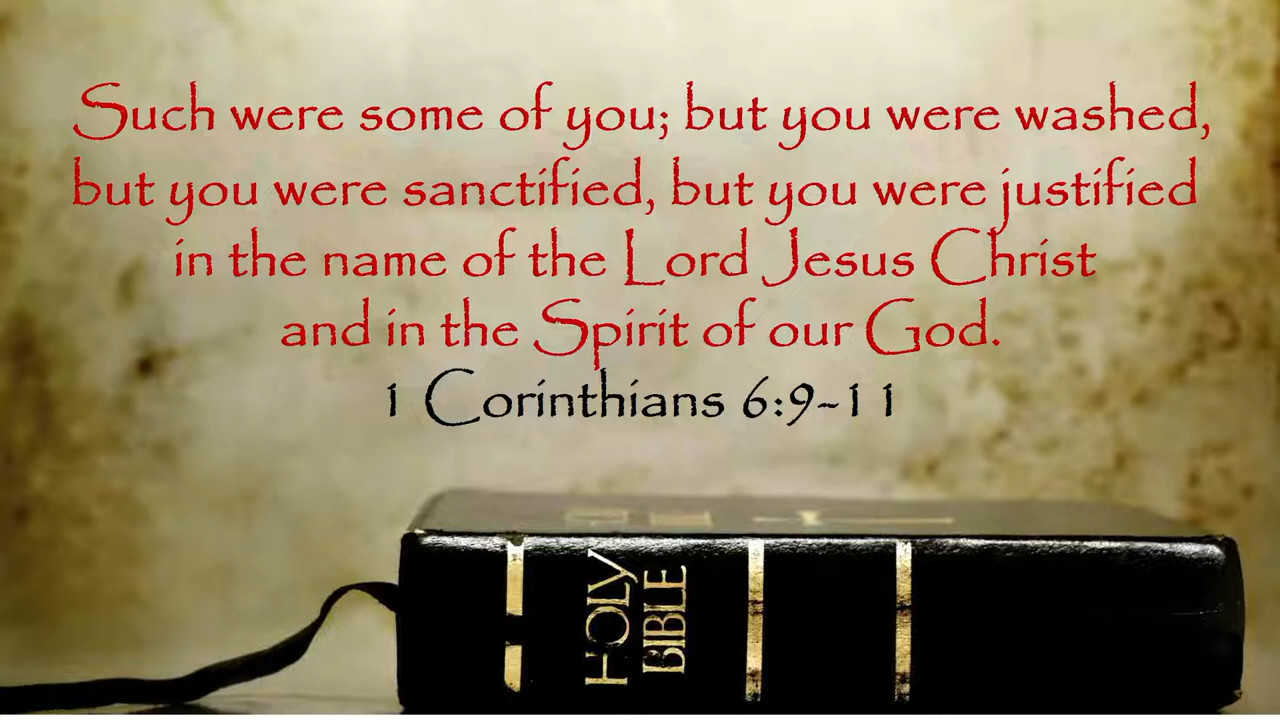 Such were some of you; but you were washed,
but you were sanctified, but you were justified
in the name of the Lord Jesus Christ
and in the Spirit of our God.
1 Corinthians 6:9-11
HOLY
BIBLE